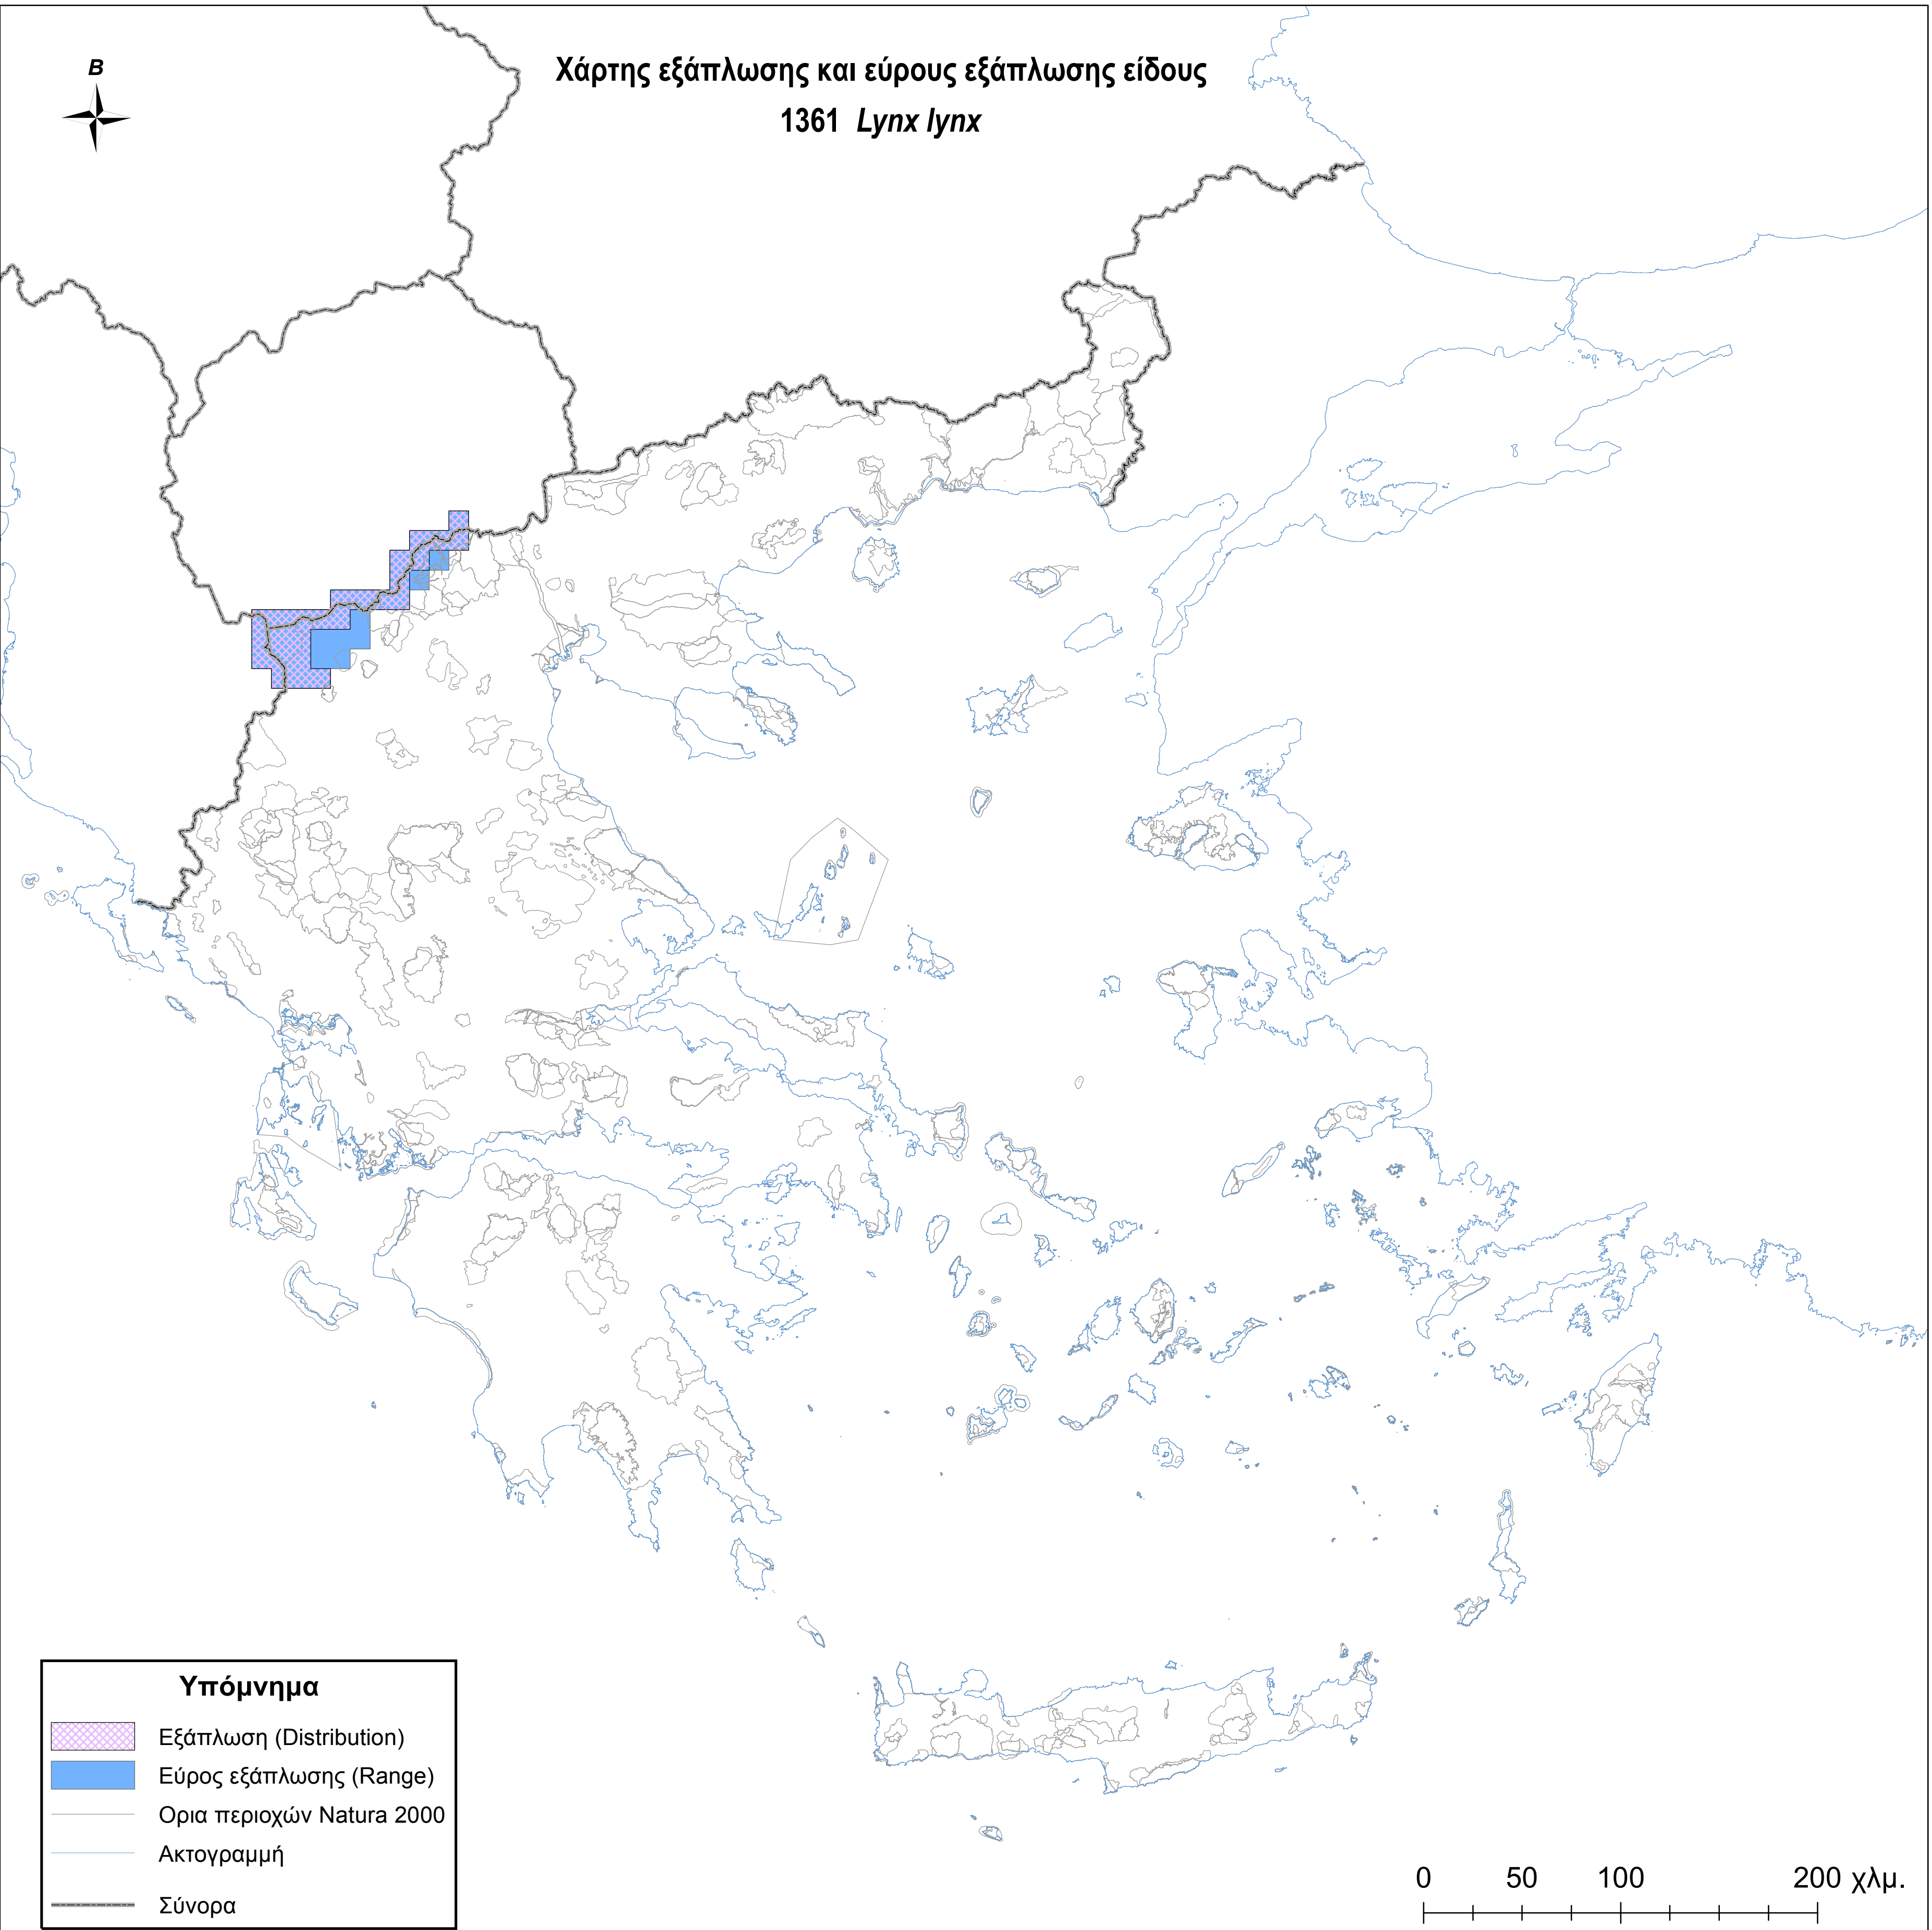 Χάρτης εξάπλωσης και εύρους εξάπλωσης είδους
1361 Lynx lynx
Β
Υπόμνημα
Εξάπλωση (Distribution)
Εύρος εξάπλωσης (Range)
Ορια περιοχών Natura 2000
Ακτογραμμή
Σύνορα
0 50 100 200 χλμ.